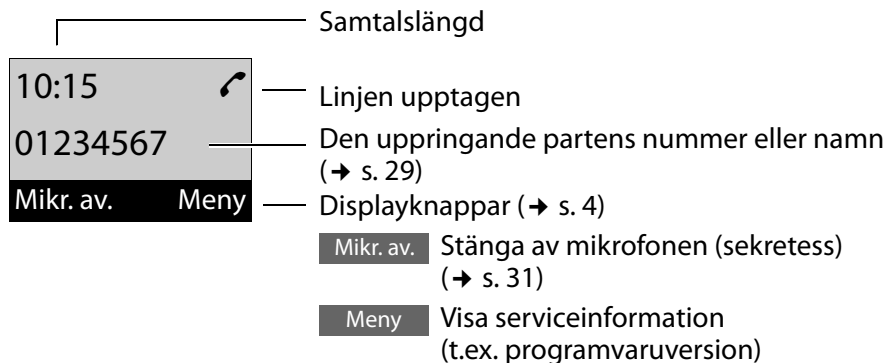 Samtalslängd
10:15
Linjen upptagen
01234567
Den uppringande partens nummer eller namn
(➔ s. 29)
Mikr. av. Meny
Displayknappar (➔ s. 4)
Mikr. av. Stänga av mikrofonen (sekretess)
(➔ s. 31)
Meny Visa serviceinformation
(t.ex. programvaruversion)